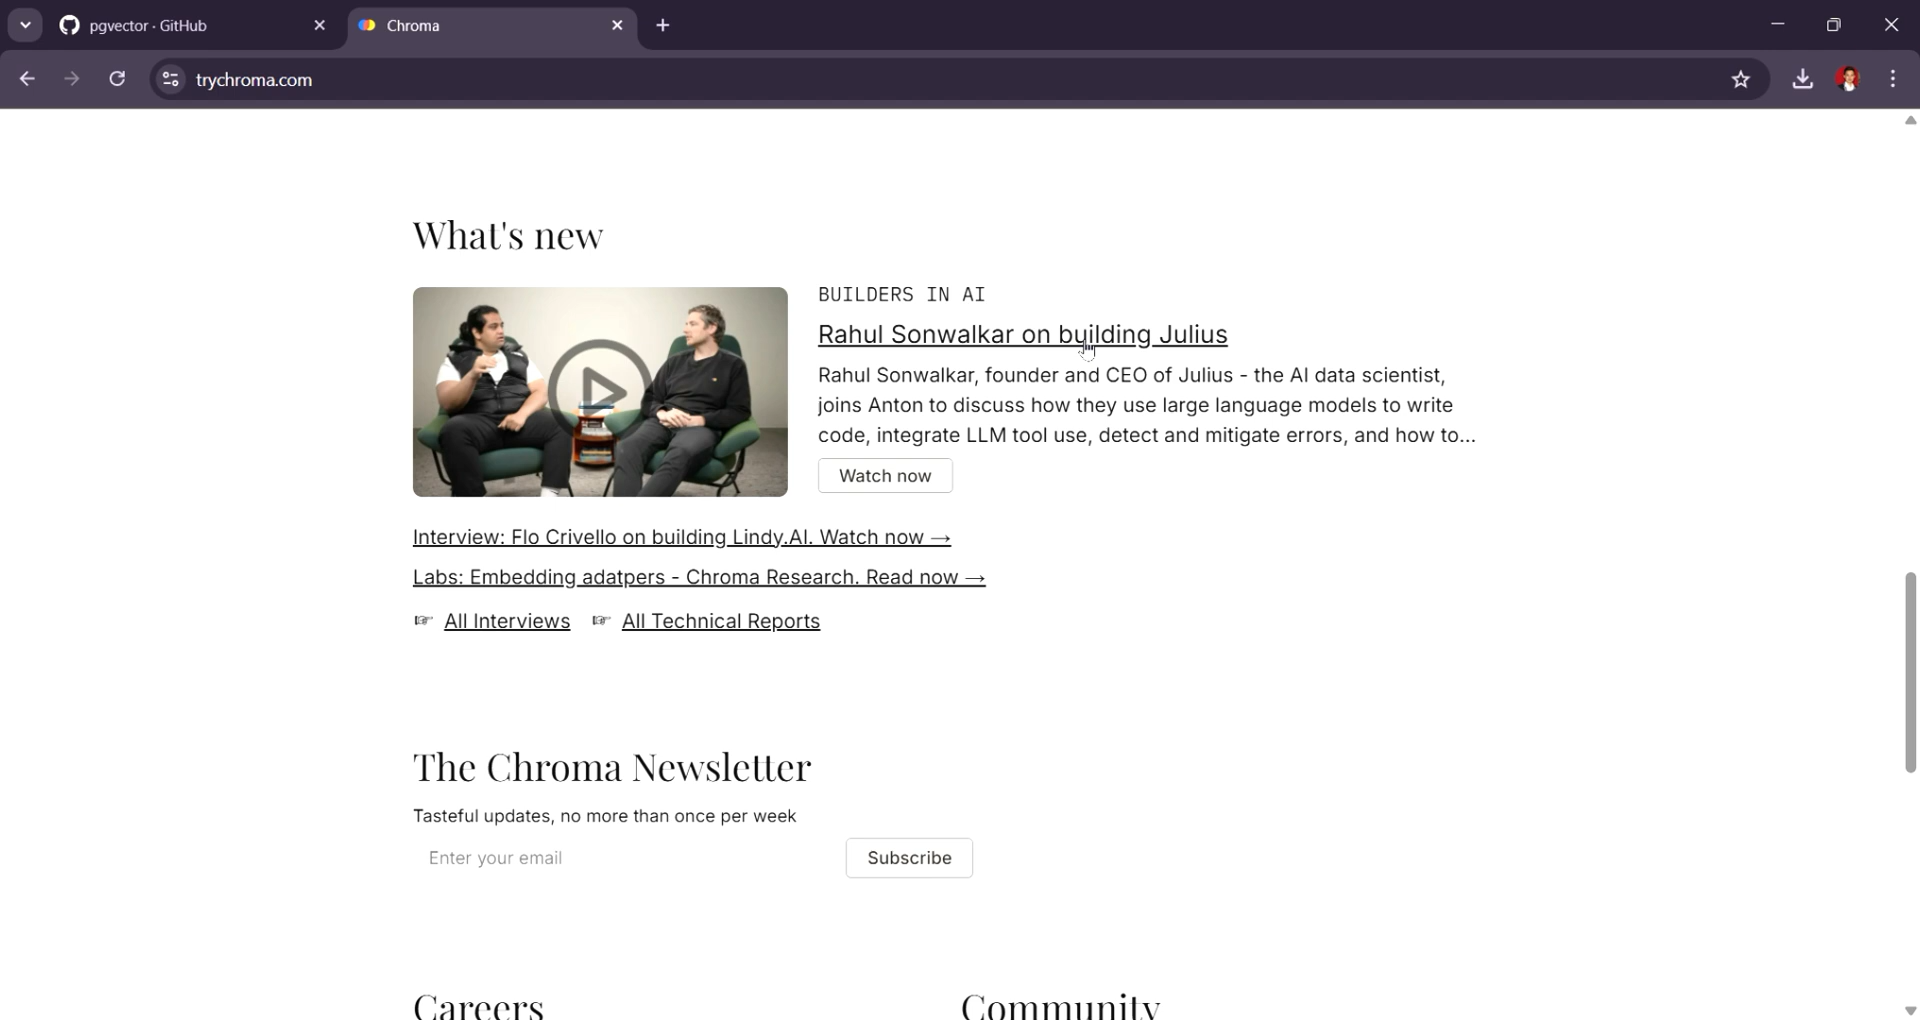 pgvector · GitHub
Chroma
trychroma.com
What's new
BUILDERS IN AI
Rahul Sonwalkar on building Julius
Rahul Sonwalkar, founder and CEO of Julius - the AI data scientist,
joins Anton to discuss how they use large language models to write
code, integrate LLM tool use, detect and mitigate errors, and how to...
Watch now
Interview: Flo Crivello on building Lindy.AI. Watch now →
Labs: Embedding adatpers - Chroma Research. Read now →
☞ All Interviews ☞ All Technical Reports
The Chroma Newsletter
Tasteful updates, no more than once per week
Enter your email
Subscribe
Careers
Community